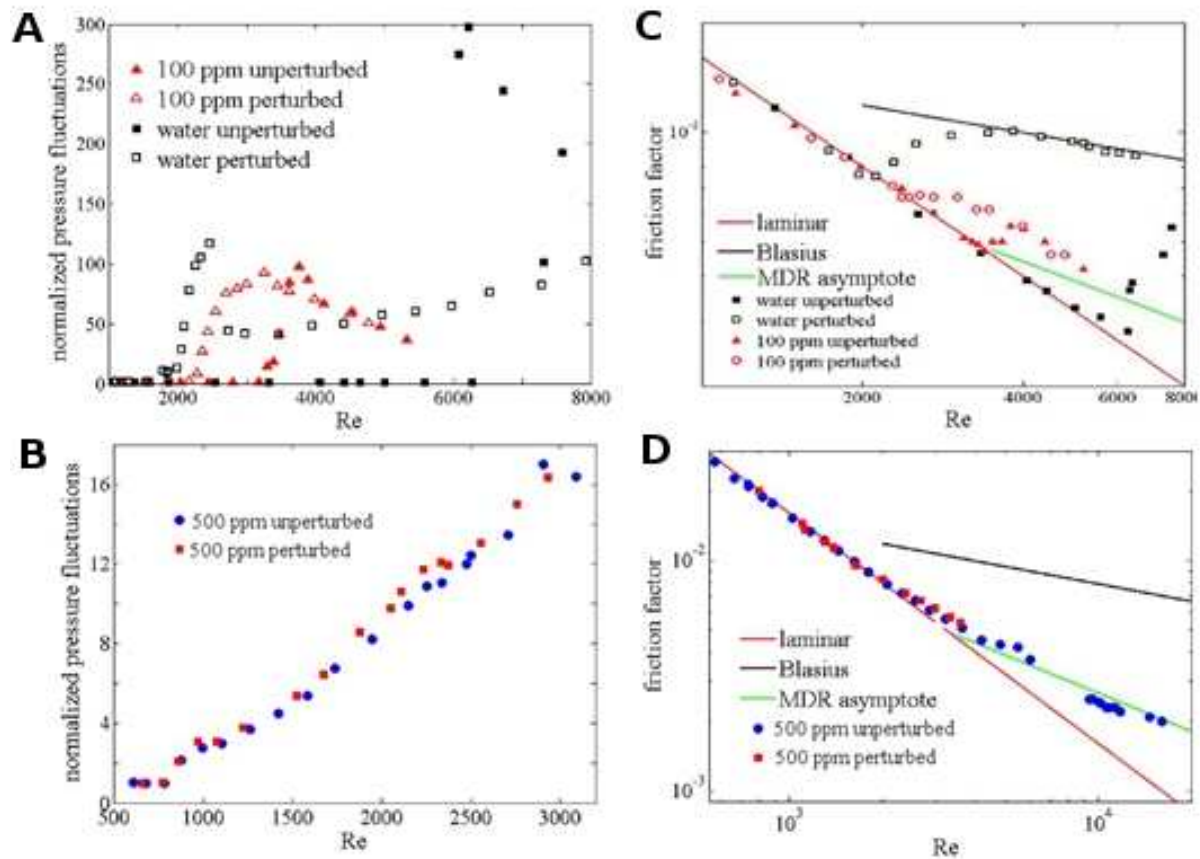 A
300
250
200
150
100
50
0
normalized pressure fluctuations
100 ppm unperturbed
100 ppm perturbed
water unperturbed
water perturbed
2000 4000 6000 8000
Re
C
friction factor
laminar
Blasius
MDR asymptote
water unperturbed
water perturbed
100 ppm unperturbed
100 ppm perturbed
2000 4000 6000
Re
B
16
12
8
4
0
normalized pressure fluctuations
500 ppm unperturbed
500 ppm perturbed
500 1000 1500 2000 2500 3000
Re
D
10⁻²
10⁻³
friction factor
laminar
Blasius
MDR asymptote
500 ppm unperturbed
500 ppm perturbed
10³ 10⁴
Re